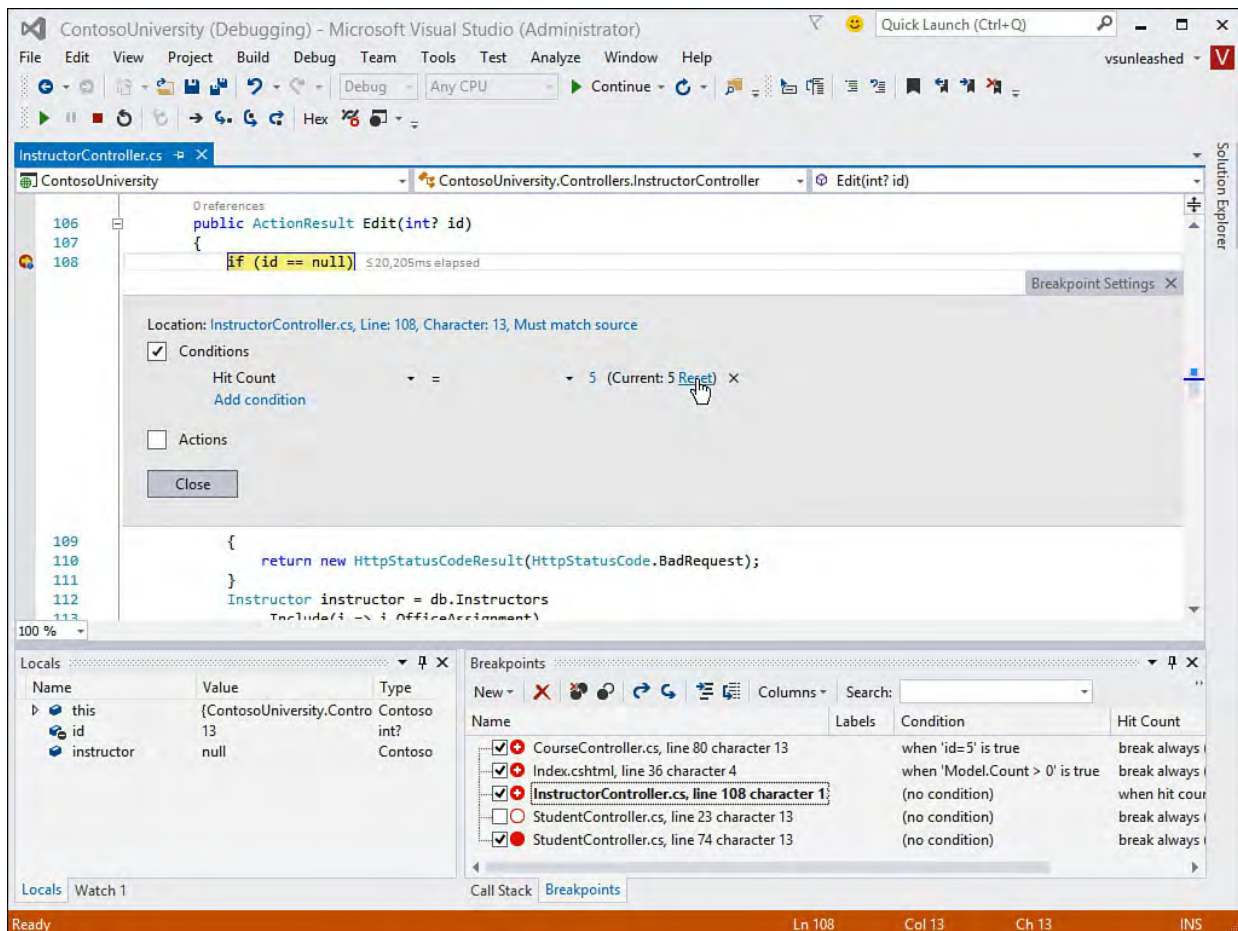 ContosoUniversity (Debugging) - Microsoft Visual Studio (Administrator) Quick Launch (Ctrl+Q)
File Edit View Project Build Debug Team Tools Test Analyze Window Help vsunleashed V
Debug Any CPU Continue
Hex
InstructorController.cs
Solution Explorer
ContosoUniversity ContosoUniversity.Controllers.InstructorController Edit(int? id)
0 references
106 public ActionResult Edit(int? id)
107 {
108 if (id == null) ≤20,205ms elapsed
Breakpoint Settings
Location: InstructorController.cs, Line: 108, Character: 13, Must match source
Conditions
Hit Count = 5 (Current: 5 Reset)
Add condition
Actions
Close
109 {
110 return new HttpStatusCodeResult(HttpStatusCode.BadRequest);
111 }
112 Instructor instructor = db.Instructors
113 .Include(i => i.OfficeAssignment)
100 %
Locals
Name Value Type
this {ContosoUniversity.Contro Contoso
id 13 int?
instructor null Contoso
Locals Watch 1
Breakpoints
New Columns Search:
Name Labels Condition Hit Count
CourseController.cs, line 80 character 13 when 'id=5' is true break always
Index.cshtml, line 36 character 4 when 'Model.Count > 0' is true break always
InstructorController.cs, line 108 character 1 (no condition) when hit cour
StudentController.cs, line 23 character 13 (no condition) break always
StudentController.cs, line 74 character 13 (no condition) break always
Call Stack Breakpoints
Ready Ln 108 Col 13 Ch 13 INS